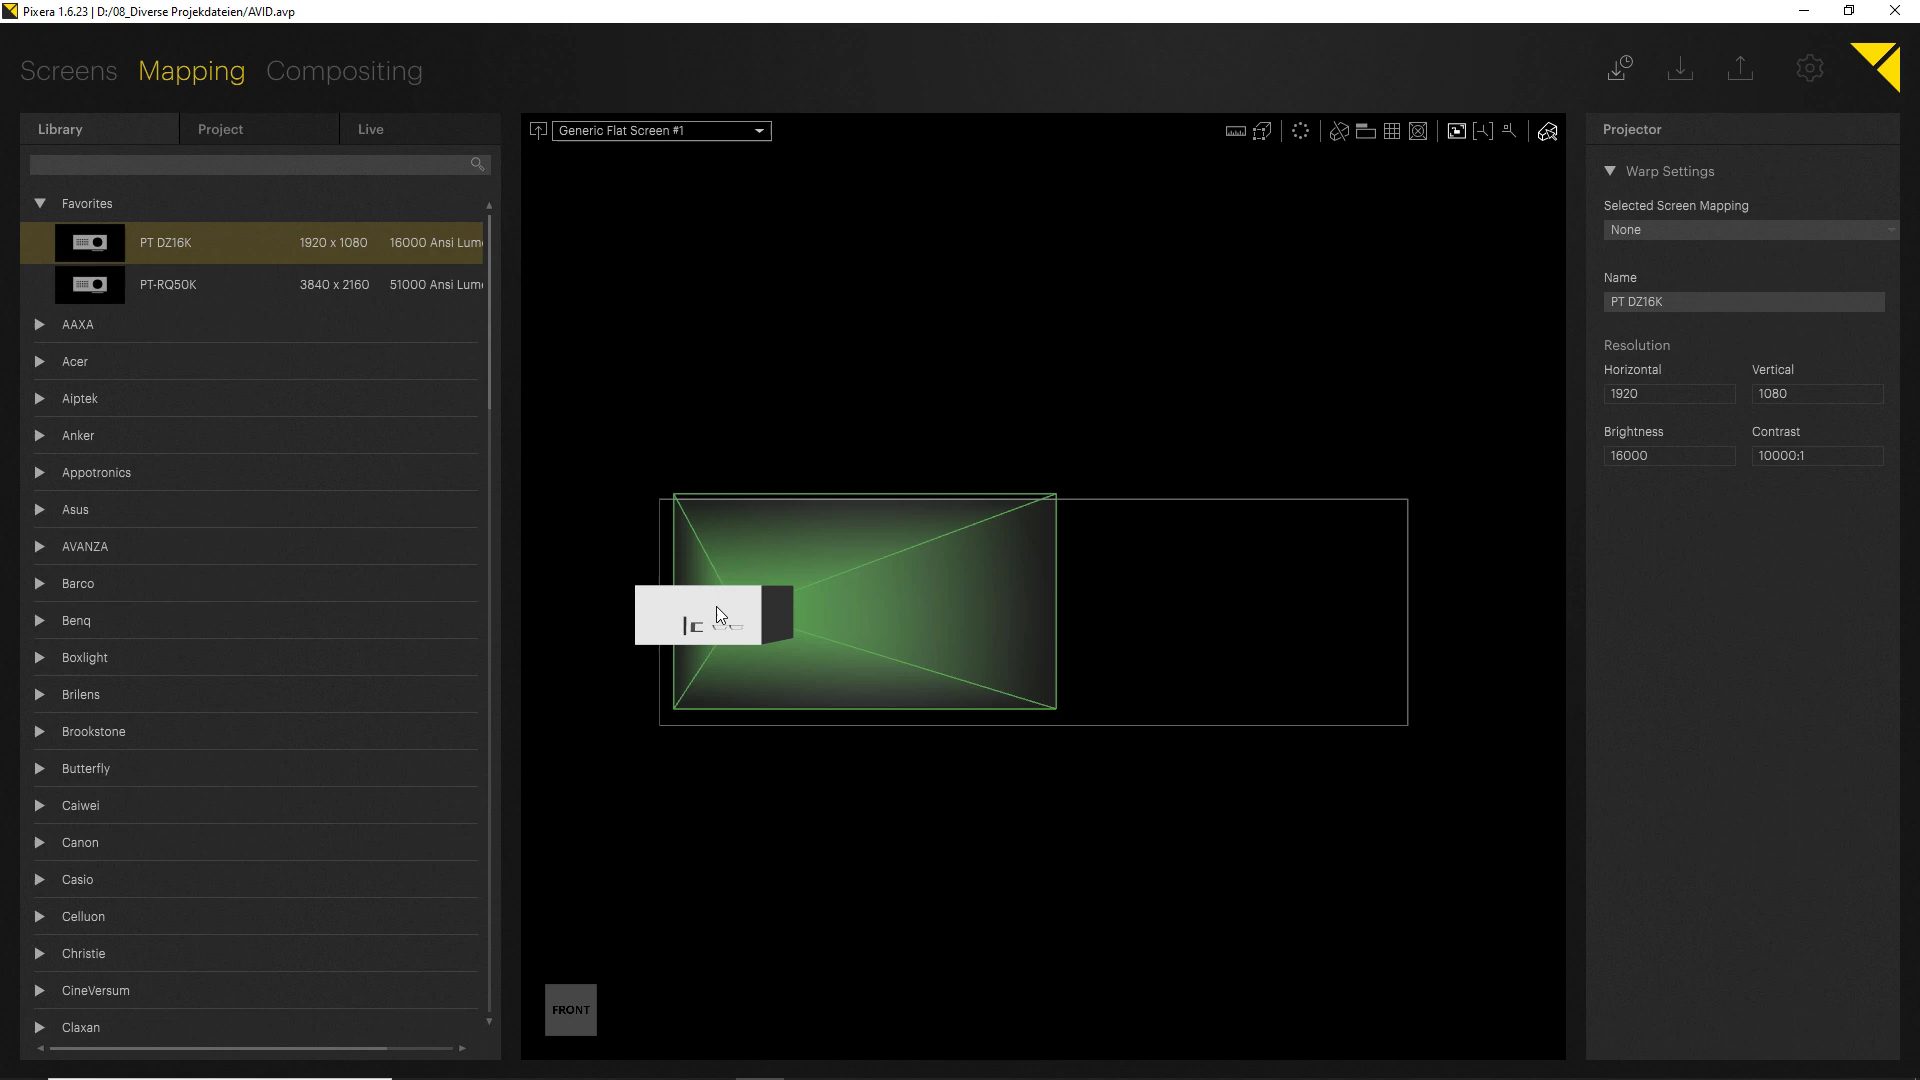 Pixera 1.6.23 | D:/08_Diverse Projekdateien/AVID.avp
Screens Mapping Compositing
Library Project Live
Generic Flat Screen #1
Projector
Favorites
PT DZ16K 1920 x 1080 16000 Ansi Lum
PT-RQ50K 3840 x 2160 51000 Ansi Lum
AAXA
Acer
Aiptek
Anker
Appotronics
Asus
AVANZA
Barco
Benq
Boxlight
Brilens
Brookstone
Butterfly
Caiwei
Canon
Casio
Celluon
Christie
CineVersum
Claxan
FRONT
Warp Settings
Selected Screen Mapping
None
Name
PT DZ16K
Resolution
Horizontal Vertical
1920 1080
Brightness Contrast
16000 10000:1